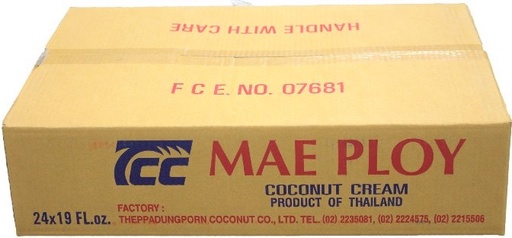 HANDLE WITH CARE
F C E. NO. 07681
TCC MAE PLOY
COCONUT CREAM
PRODUCT OF THAILAND
24x19 FL.oz.
FACTORY :
THEPPADUNGPORN COCONUT CO., LTD. TEL. (02) 2235081, (02) 2224575, (02) 2215506